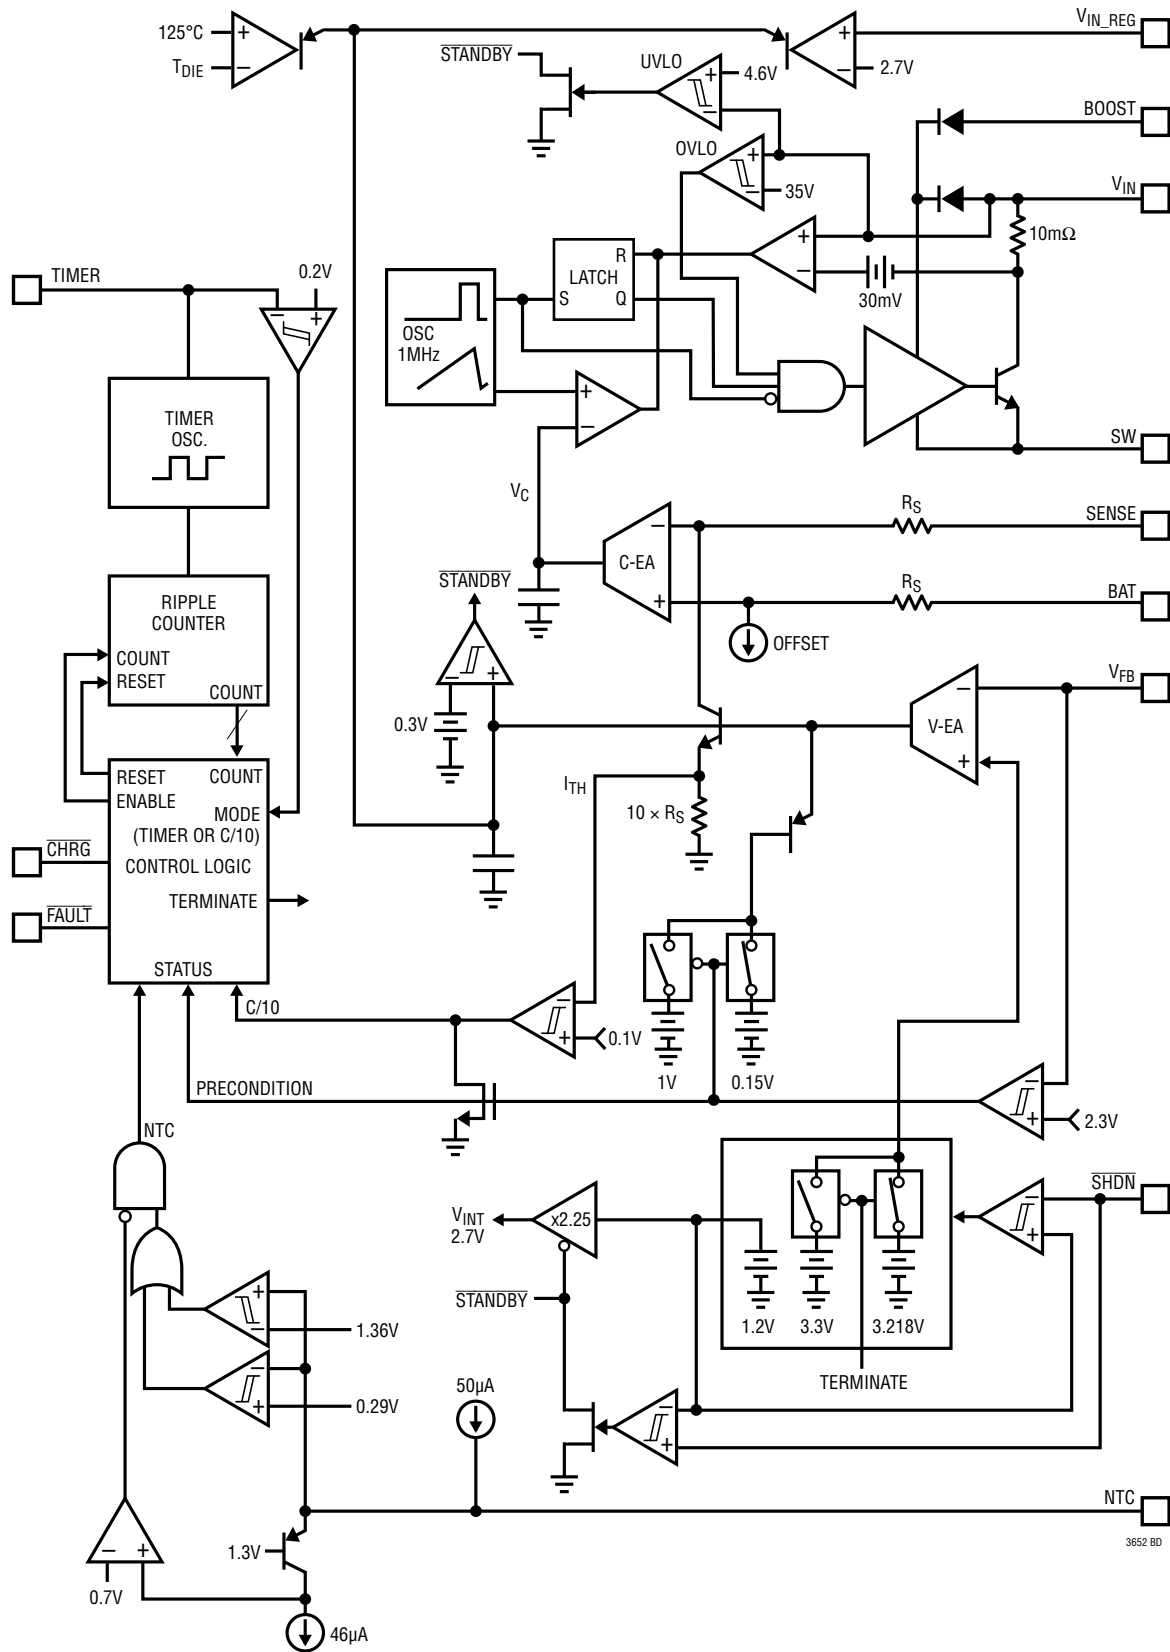 125°C
+
−
TDIE
STANDBY
UVLO
+
−
4.6V
+
−
2.7V
VIN_REG
BOOST
OVLO
+
−
35V
VIN
10mΩ
TIMER
0.2V
−
+
R
LATCH
S
Q
+
−
30mV
OSC
1MHz
TIMER
OSC.
+
−
SW
VC
C-EA
−
+
RS
SENSE
RS
BAT
OFFSET
STANDBY
RIPPLE
COUNTER
COUNT
RESET
COUNT
−
+
0.3V
V-EA
−
+
VFB
RESET
COUNT
ENABLE
MODE
(TIMER OR C/10)
ITH
10 × RS
CHRG
CONTROL LOGIC
TERMINATE
FAULT
STATUS
C/10
−
+
0.1V
1V
0.15V
PRECONDITION
−
+
2.3V
NTC
VINT
2.7V
x2.25
SHDN
−
+
STANDBY
1.2V
3.3V
3.218V
TERMINATE
+
−
1.36V
−
+
0.29V
50µA
−
+
NTC
1.3V
−
+
0.7V
46µA
3652 BD